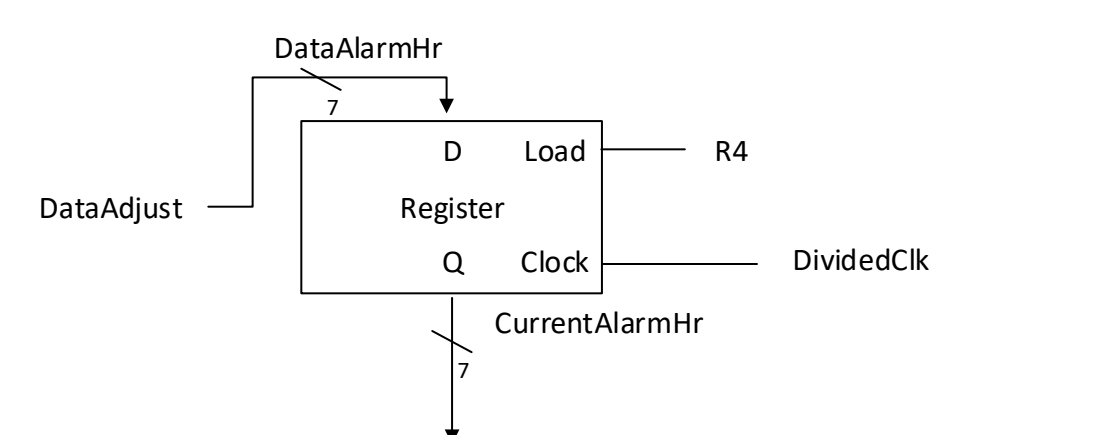 DataAlarmHr
7
D Load R4
DataAdjust Register
Q Clock DividedClk
CurrentAlarmHr
7